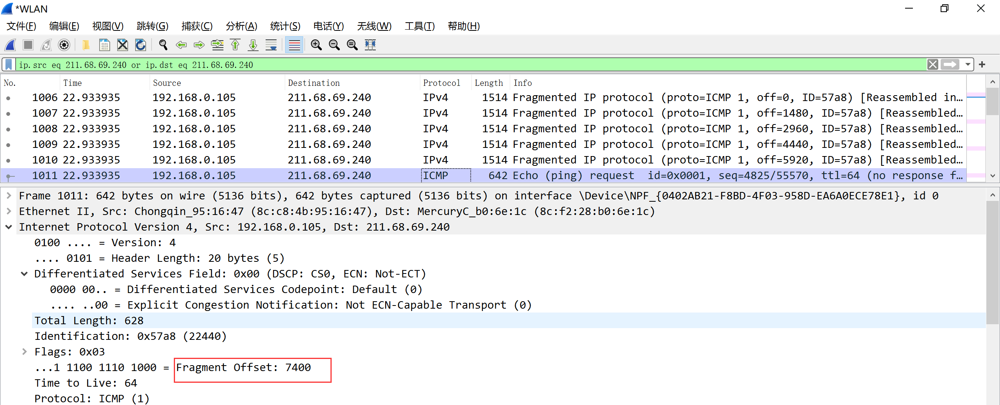 *WLAN
文件(F) 编辑(E) 视图(V) 跳转(G) 捕获(C) 分析(A) 统计(S) 电话(Y) 无线(W) 工具(T) 帮助(H)
ip.src eq 211.68.69.240 or ip.dst eq 211.68.69.240
No. Time Source Destination Protocol Length Info
1006 22.933935 192.168.0.105 211.68.69.240 IPv4 1514 Fragmented IP protocol (proto=ICMP 1, off=0, ID=57a8) [Reassembled in…
1007 22.933935 192.168.0.105 211.68.69.240 IPv4 1514 Fragmented IP protocol (proto=ICMP 1, off=1480, ID=57a8) [Reassembled…
1008 22.933935 192.168.0.105 211.68.69.240 IPv4 1514 Fragmented IP protocol (proto=ICMP 1, off=2960, ID=57a8) [Reassembled…
1009 22.933935 192.168.0.105 211.68.69.240 IPv4 1514 Fragmented IP protocol (proto=ICMP 1, off=4440, ID=57a8) [Reassembled…
1010 22.933935 192.168.0.105 211.68.69.240 IPv4 1514 Fragmented IP protocol (proto=ICMP 1, off=5920, ID=57a8) [Reassembled…
1011 22.933935 192.168.0.105 211.68.69.240 ICMP 642 Echo (ping) request id=0x0001, seq=4825/55570, ttl=64 (no response f…
Frame 1011: 642 bytes on wire (5136 bits), 642 bytes captured (5136 bits) on interface \Device\NPF_{0402AB21-F8BD-4F03-958D-EA6A0ECE78E1}, id 0
Ethernet II, Src: Chongqin_95:16:47 (8c:c8:4b:95:16:47), Dst: MercuryC_b0:6e:1c (8c:f2:28:b0:6e:1c)
Internet Protocol Version 4, Src: 192.168.0.105, Dst: 211.68.69.240
0100 .... = Version: 4
.... 0101 = Header Length: 20 bytes (5)
Differentiated Services Field: 0x00 (DSCP: CS0, ECN: Not-ECT)
0000 00.. = Differentiated Services Codepoint: Default (0)
.... ..00 = Explicit Congestion Notification: Not ECN-Capable Transport (0)
Total Length: 628
Identification: 0x57a8 (22440)
Flags: 0x03
...1 1100 1110 1000 = Fragment Offset: 7400
Time to Live: 64
Protocol: ICMP (1)